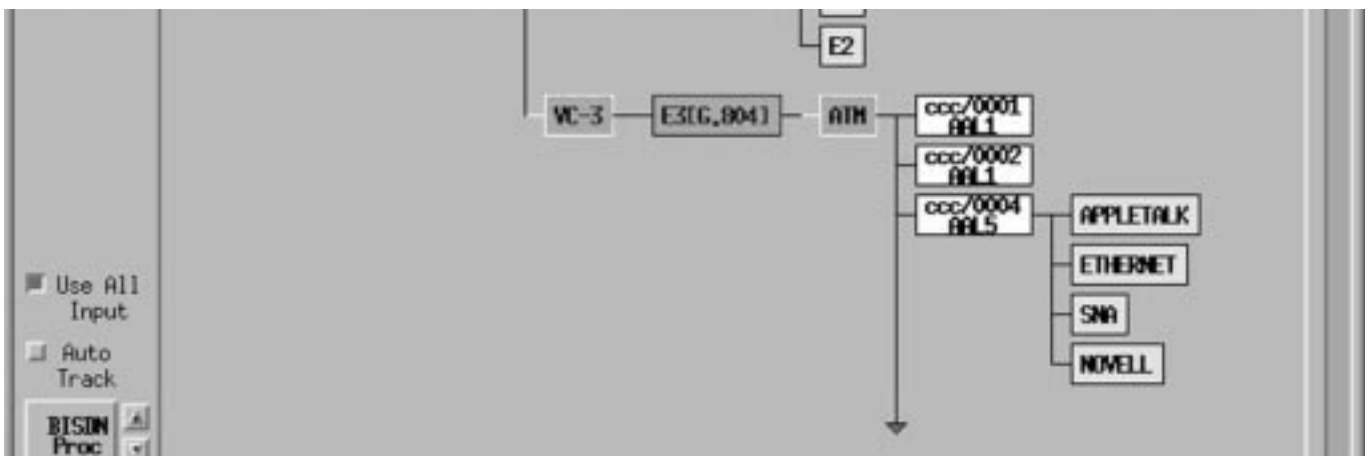 E2
VC-3
E3[G.804]
ATM
ccc/0001
AAL1
ccc/0002
AAL1
ccc/0004
AAL5
APPLETALK
ETHERNET
SNA
NOVELL
Use All
Input
Auto
Track
BISDN
Proc